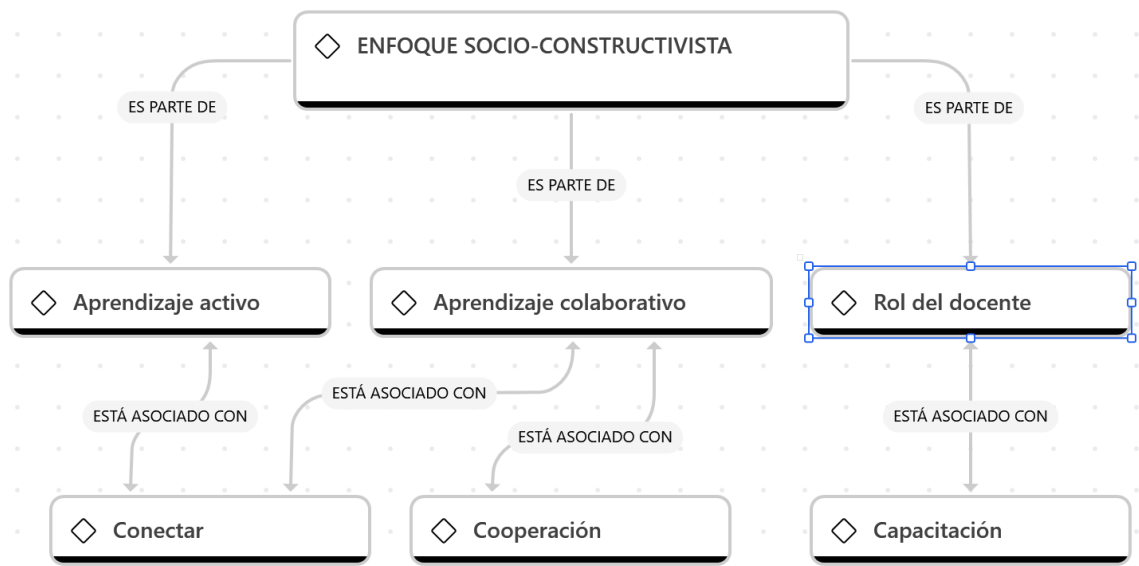 ENFOQUE SOCIO-CONSTRUCTIVISTA
ES PARTE DE
ES PARTE DE
ES PARTE DE
Aprendizaje activo
Aprendizaje colaborativo
Rol del docente
ESTÁ ASOCIADO CON
ESTÁ ASOCIADO CON
ESTÁ ASOCIADO CON
ESTÁ ASOCIADO CON
Conectar
Cooperación
Capacitación